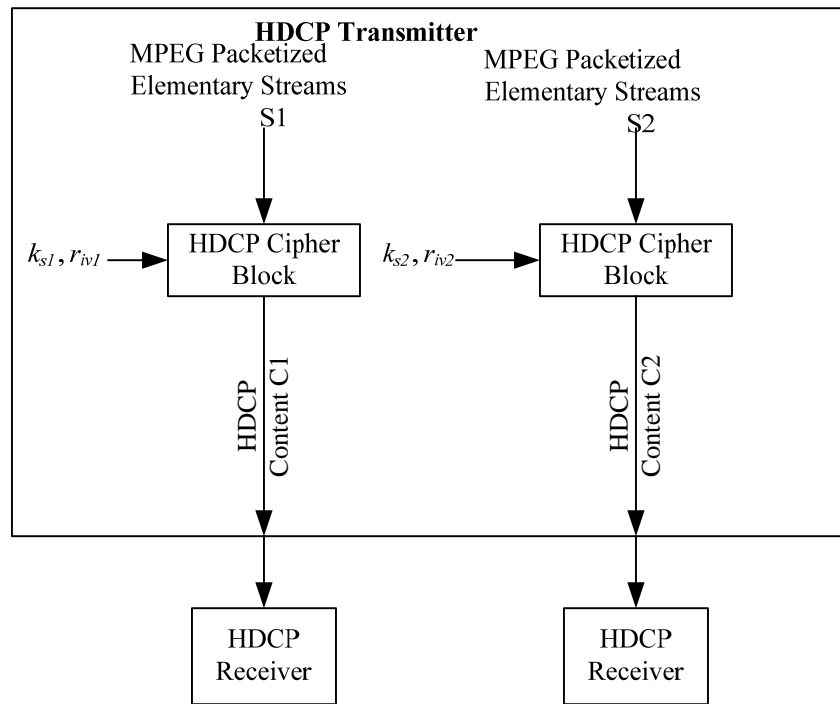 HDCP Transmitter
MPEG Packetized
Elementary Streams
S1
MPEG Packetized
Elementary Streams
S2
ks1, riv1
HDCP Cipher
Block
ks2, riv2
HDCP Cipher
Block
HDCP
Content C1
HDCP
Content C2
HDCP
Receiver
HDCP
Receiver